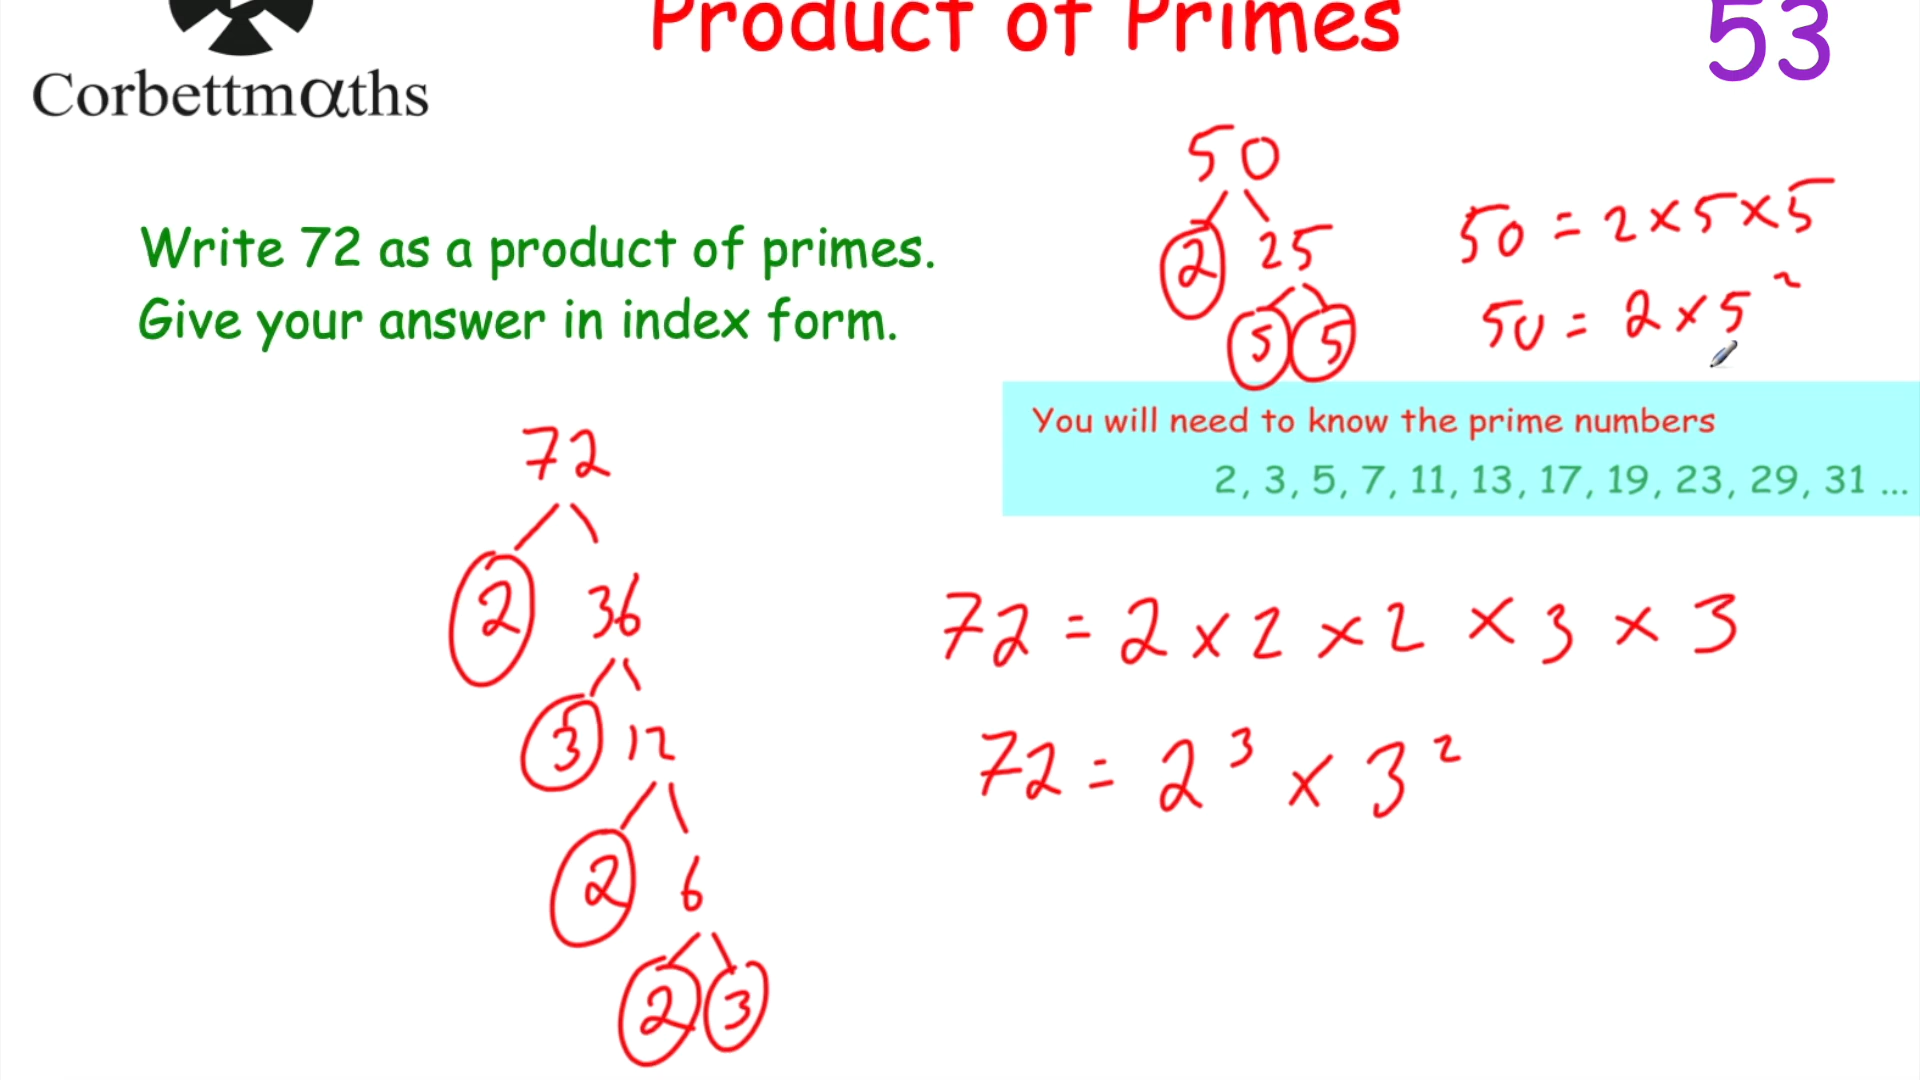 Product of Primes
53
Corbettmαths
Write 72 as a product of primes.
Give your answer in index form.
50
2 25
5 5
50 = 2 × 5 × 5
50 = 2 × 5²
You will need to know the prime numbers
2, 3, 5, 7, 11, 13, 17, 19, 23, 29, 31 ...
72
2 36
3 12
2 6
2 3
72 = 2 × 2 × 2 × 3 × 3
72 = 2³ × 3²